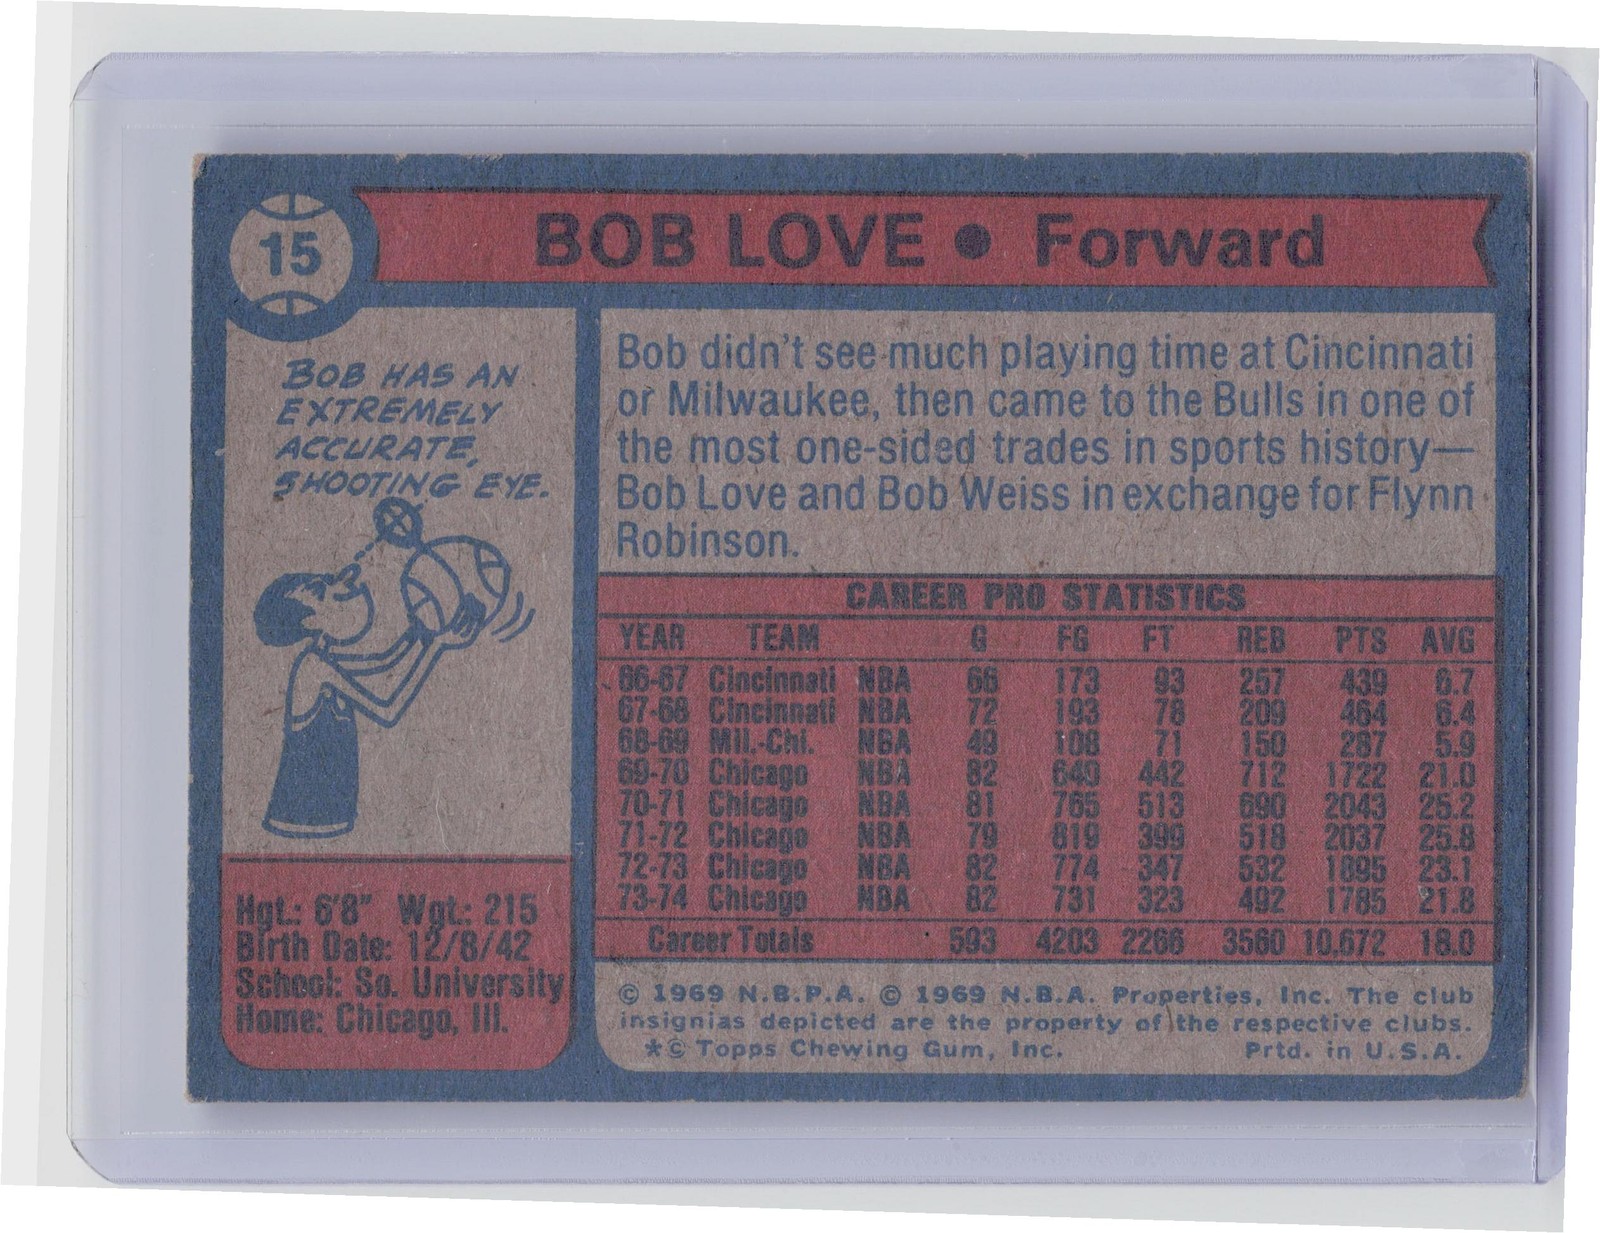 15
BOB LOVE • Forward
BOB HAS AN
EXTREMELY
ACCURATE,
SHOOTING EYE.
Hgt.: 6'8" Wgt.: 215
Birth Date: 12/8/42
School: So. University
Home: Chicago, Ill.
Bob didn't see much playing time at Cincinnati
or Milwaukee, then came to the Bulls in one of
the most one-sided trades in sports history—
Bob Love and Bob Weiss in exchange for Flynn
Robinson.
CAREER PRO STATISTICS
YEAR TEAM G FG FT REB PTS AVG
66-67 Cincinnati NBA 66 173 93 257 439 6.7
67-68 Cincinnati NBA 72 193 78 209 464 6.4
68-69 Mil.-Chi. NBA 49 108 71 150 287 5.9
69-70 Chicago NBA 82 640 442 712 1722 21.0
70-71 Chicago NBA 81 765 513 690 2043 25.2
71-72 Chicago NBA 79 819 399 518 2037 25.8
72-73 Chicago NBA 82 774 347 532 1895 23.1
73-74 Chicago NBA 82 731 323 492 1785 21.8
Career Totals 593 4203 2266 3560 10,672 18.0
© 1969 N.B.P.A. © 1969 N.B.A. Properties, Inc. The club
insignias depicted are the property of the respective clubs.
*© Topps Chewing Gum, Inc. Prtd. in U.S.A.